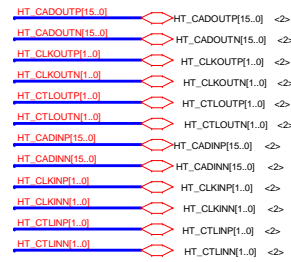 HT_CADOUTP[15..0] HT_CADOUTP[15..0] <2>
HT_CADOUTN[15..0] HT_CADOUTN[15..0] <2>
HT_CLKOUTP[1..0] HT_CLKOUTP[1..0] <2>
HT_CLKOUTN[1..0] HT_CLKOUTN[1..0] <2>
HT_CTLOUTP[1..0] HT_CTLOUTP[1..0] <2>
HT_CTLOUTN[1..0] HT_CTLOUTN[1..0] <2>
HT_CADINP[15..0] HT_CADINP[15..0] <2>
HT_CADINN[15..0] HT_CADINN[15..0] <2>
HT_CLKINP[1..0] HT_CLKINP[1..0] <2>
HT_CLKINN[1..0] HT_CLKINN[1..0] <2>
HT_CTLINP[1..0] HT_CTLINP[1..0] <2>
HT_CTLINN[1..0] HT_CTLINN[1..0] <2>